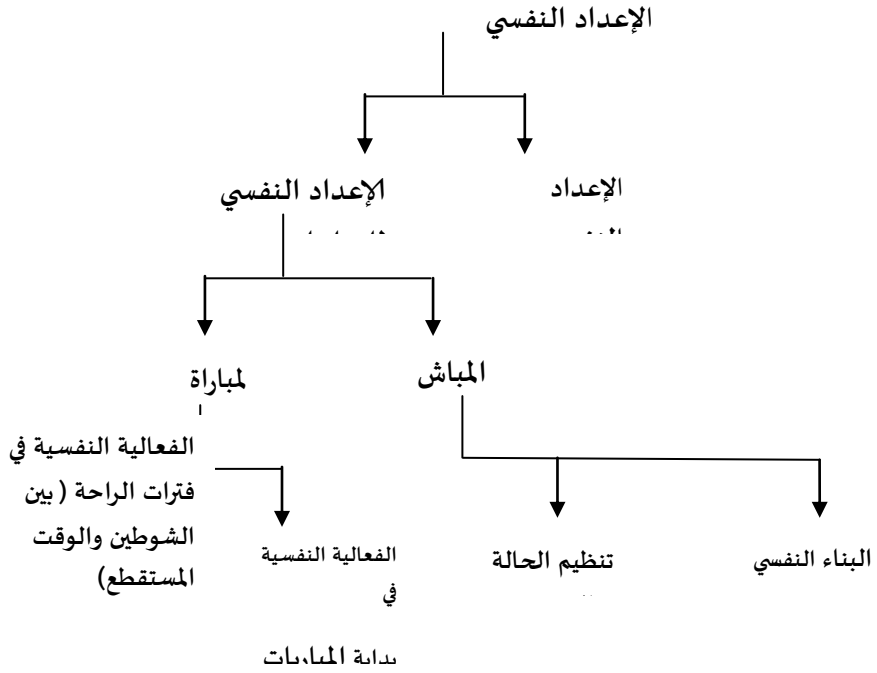 الإعداد النفسي
الإعداد
الإعداد النفسي
المباش
لمباراة
البناء النفسي
تنظيم الحالة
الفعالية النفسية
في
بداية المباريات
الفعالية النفسية في
فترات الراحة ( بين
الشوطين والوقت
المستقطع)